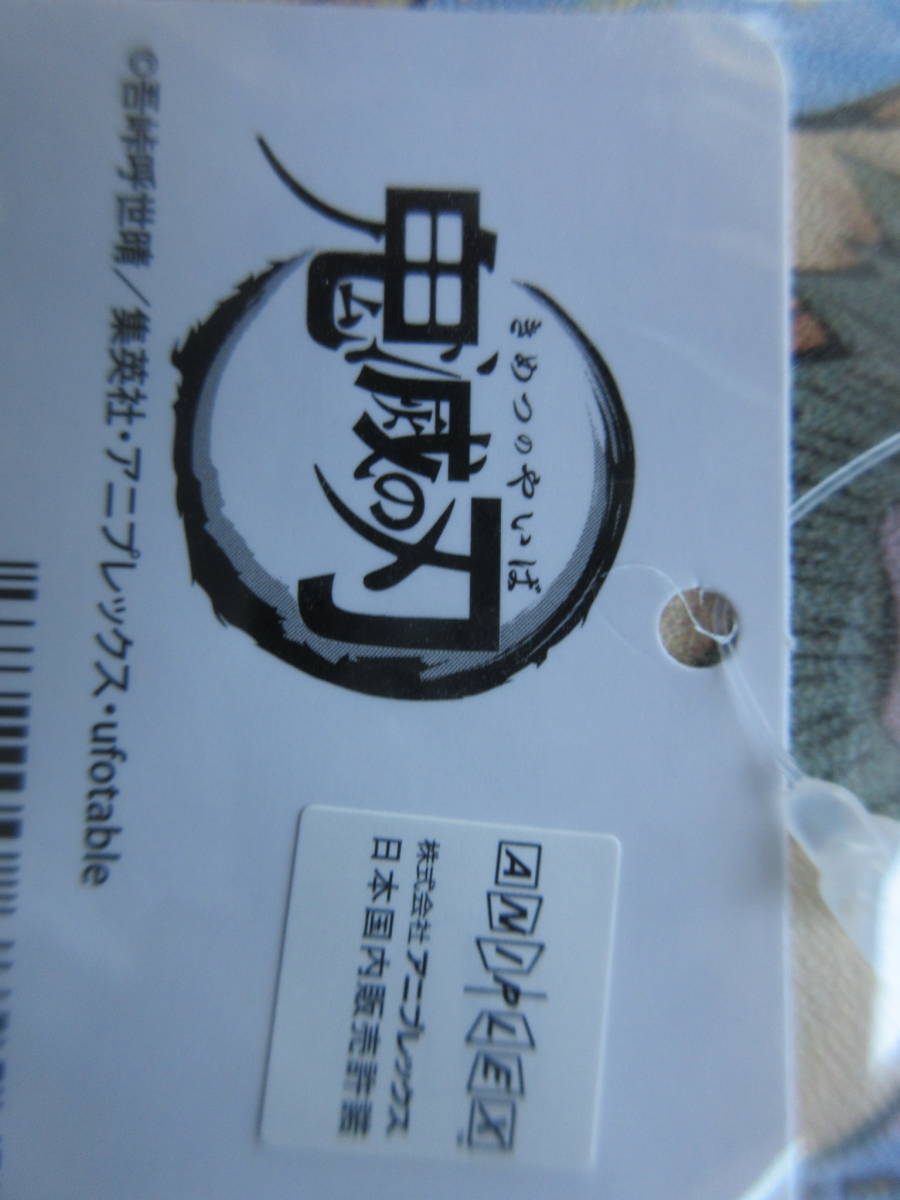 きめつのやいば
鬼滅の刃
©吾峠呼世晴／集英社・アニプレックス・ufotable
ANIPLEX
株式会社アニプレックス
日本国内販売許諾